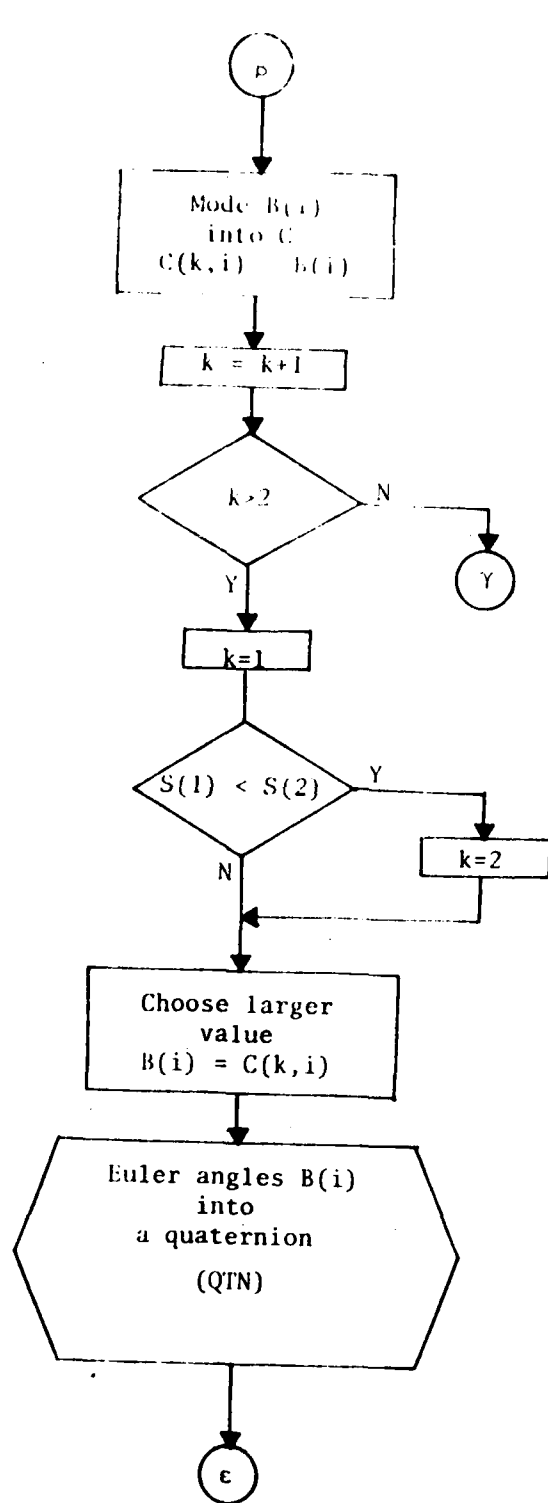 ρ
Mode B(i)
into C
C(k,i) B(i)
k = k+1
k>2
N
γ
Y
k=1
S(1) < S(2)
Y
k=2
N
Choose larger
value
B(i) = C(k,i)
Euler angles B(i)
into
a quaternion
(QTN)
ε